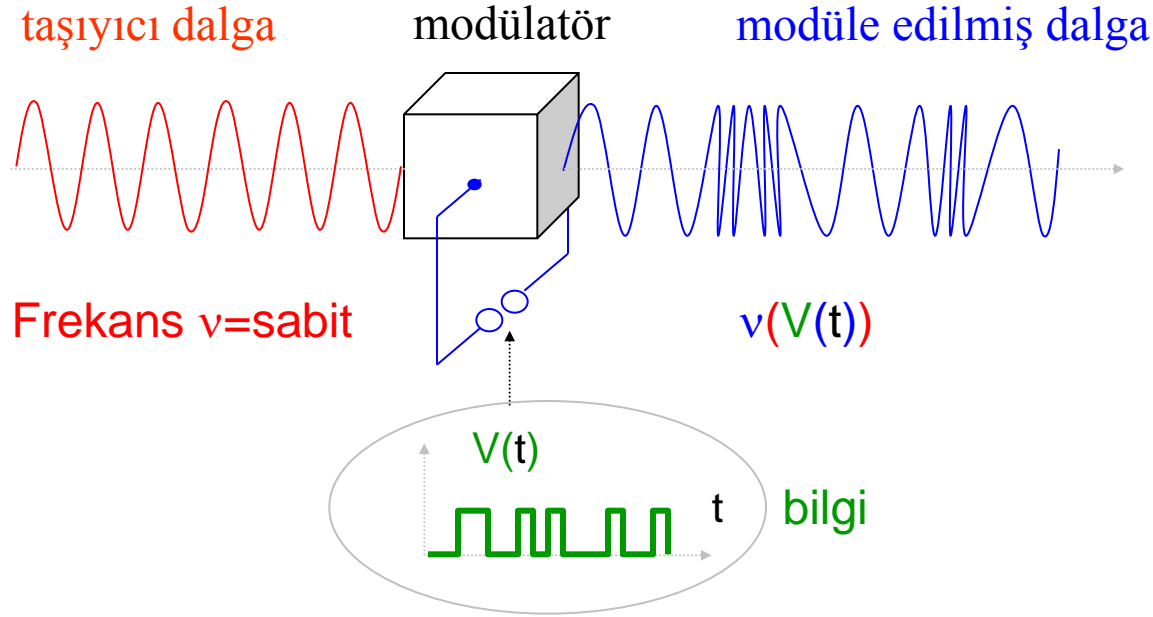 taşıyıcı dalga
modülatör
modüle edilmiş dalga
Frekans ν=sabit
ν(V(t))
V(t)
t
bilgi